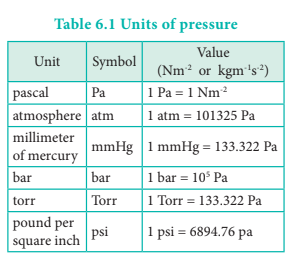 Table 6.1 Units of pressure
Unit Symbol Value
(Nm⁻² or kgm⁻¹s⁻²)
pascal Pa 1 Pa = 1 Nm⁻²
atmosphere atm 1 atm = 101325 Pa
millimeter
of mercury mmHg 1 mmHg = 133.322 Pa
bar bar 1 bar = 10⁵ Pa
torr Torr 1 Torr = 133.322 Pa
pound per
square inch psi 1 psi = 6894.76 pa